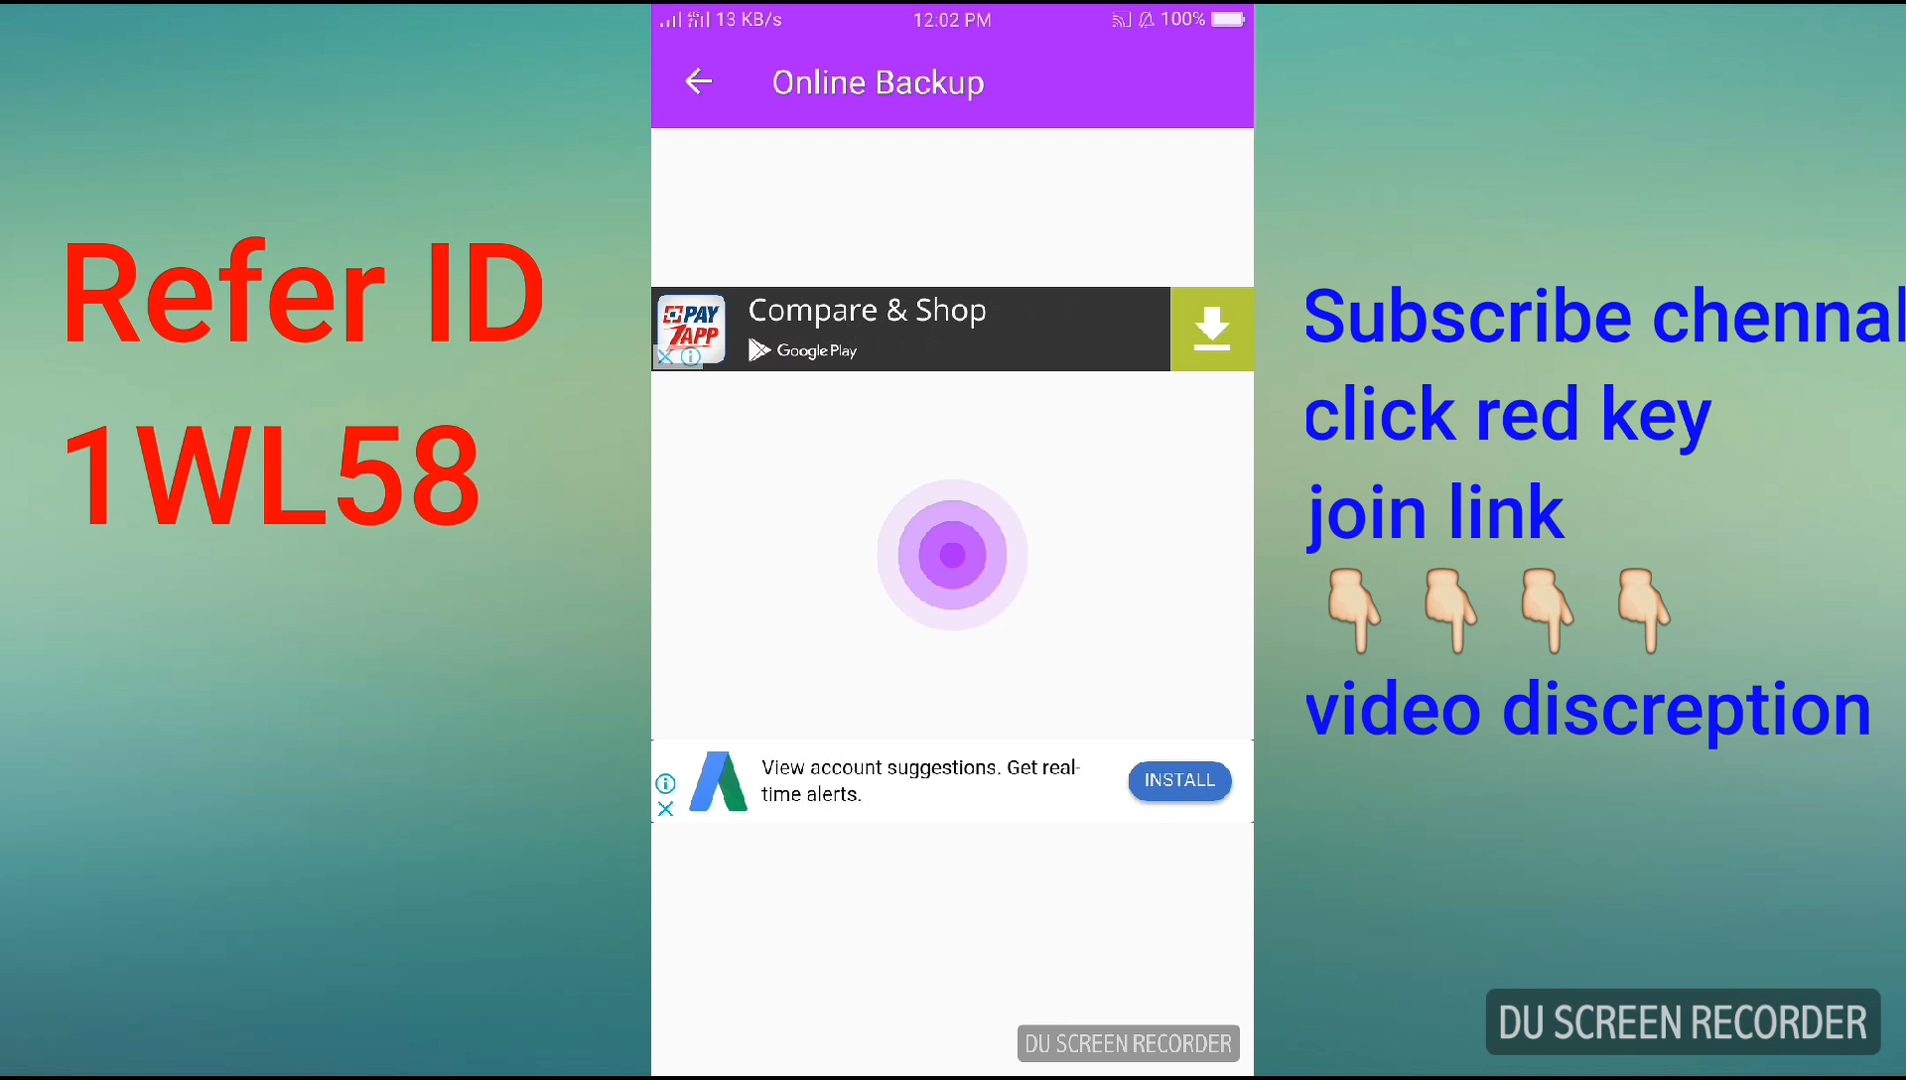 13 KB/s 12:02 PM 100%
Online Backup
Refer ID
1WL58
PAY
ZAPP
Compare & Shop
Google Play
Subscribe chennal
click red key
join link
👇🏻 👇🏻 👇🏻 👇🏻
video discreption
View account suggestions. Get real-
time alerts.
INSTALL
DU SCREEN RECORDER
DU SCREEN RECORDER